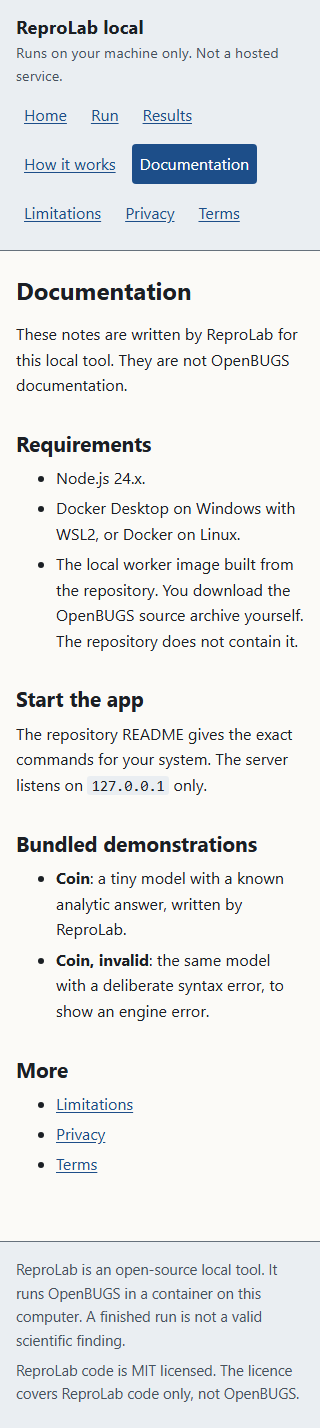 ReproLab local
Runs on your machine only. Not a hosted
service.
Home Run Results
How it works Documentation
Limitations Privacy Terms
Documentation
These notes are written by ReproLab for
this local tool. They are not OpenBUGS
documentation.
Requirements
Node.js 24.x.
Docker Desktop on Windows with
WSL2, or Docker on Linux.
The local worker image built from
the repository. You download the
OpenBUGS source archive yourself.
The repository does not contain it.
Start the app
The repository README gives the exact
commands for your system. The server
listens on 127.0.0.1 only.
Bundled demonstrations
Coin: a tiny model with a known
analytic answer, written by
ReproLab.
Coin, invalid: the same model
with a deliberate syntax error, to
show an engine error.
More
Limitations
Privacy
Terms
ReproLab is an open-source local tool. It
runs OpenBUGS in a container on this
computer. A finished run is not a valid
scientific finding.
ReproLab code is MIT licensed. The licence
covers ReproLab code only, not OpenBUGS.